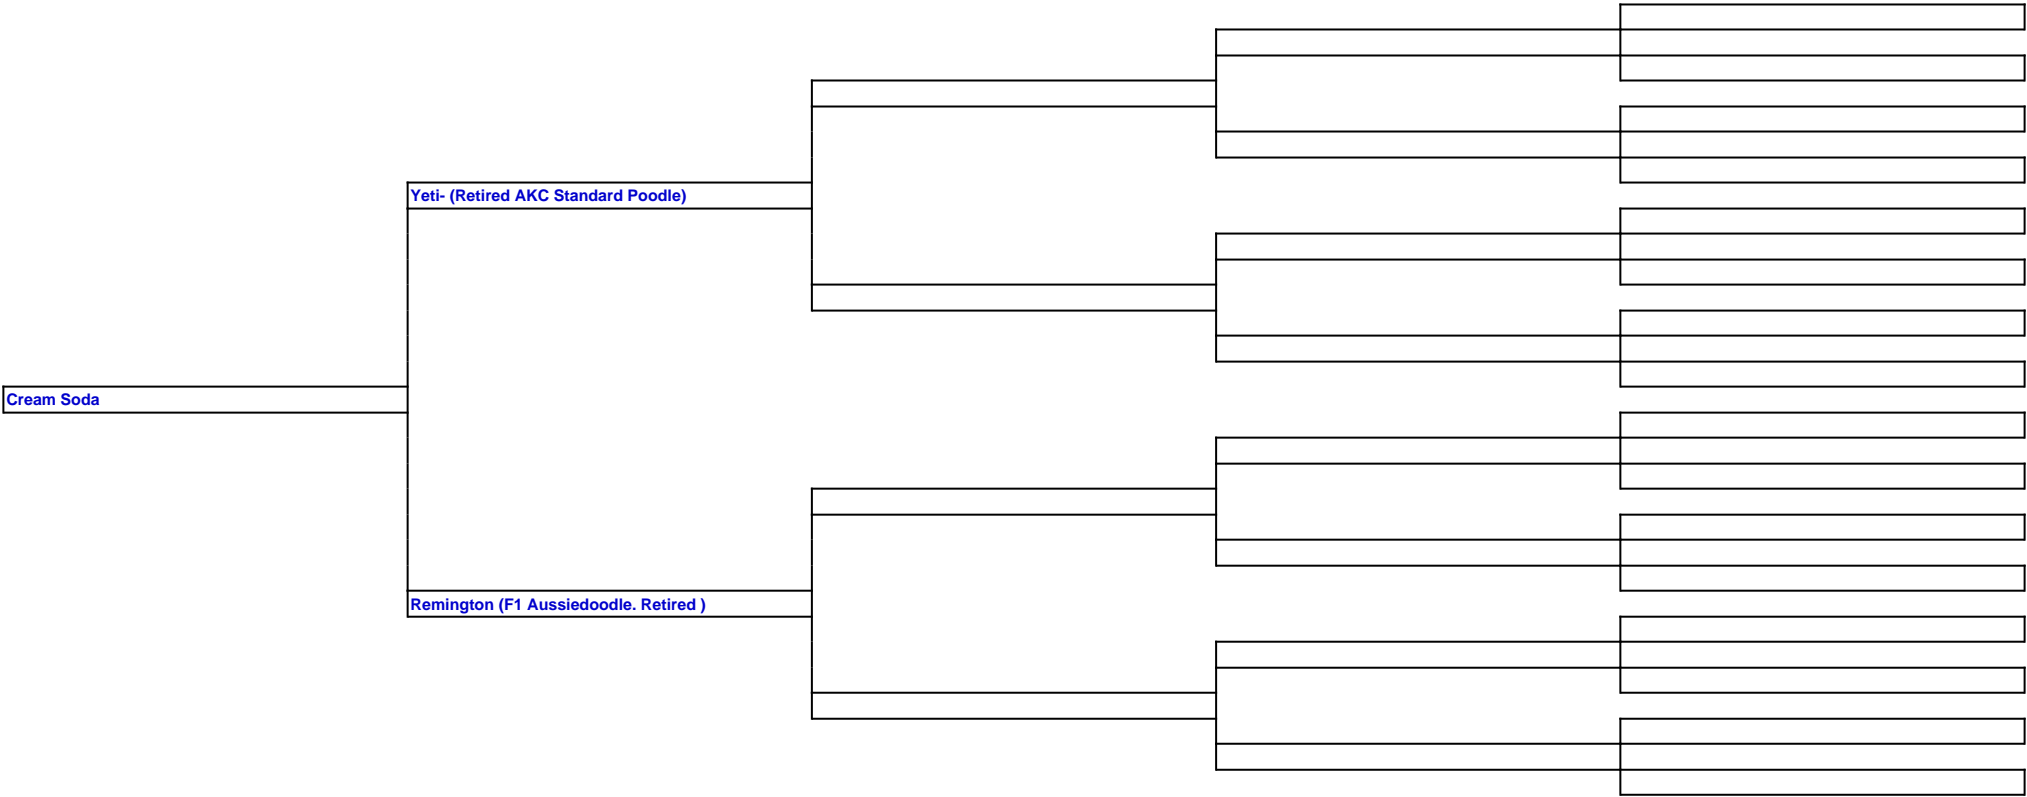 Yeti- (Retired AKC Standard Poodle)
Cream Soda
Remington (F1 Aussiedoodle. Retired )